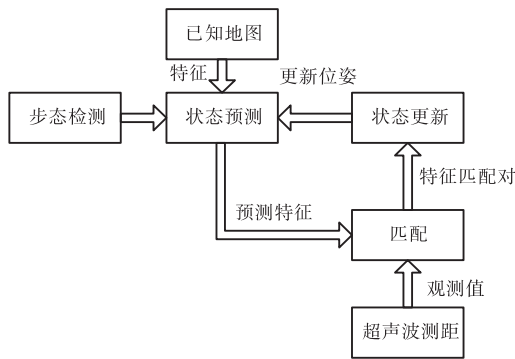 已知地图
特征
更新位姿
步态检测
状态预测
状态更新
特征匹配对
预测特征
匹配
观测值
超声波测距